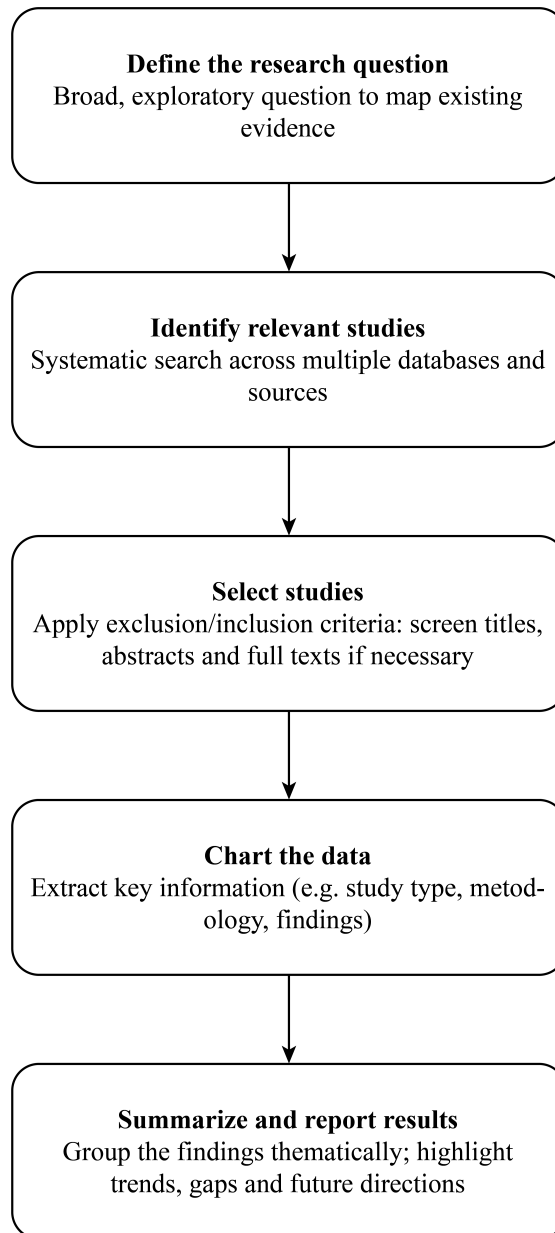 Define the research question
Broad, exploratory question to map existing
evidence
Identify relevant studies
Systematic search across multiple databases and
sources
Select studies
Apply exclusion/inclusion criteria: screen titles,
abstracts and full texts if necessary
Chart the data
Extract key information (e.g. study type, metod-
ology, findings)
Summarize and report results
Group the findings thematically; highlight
trends, gaps and future directions